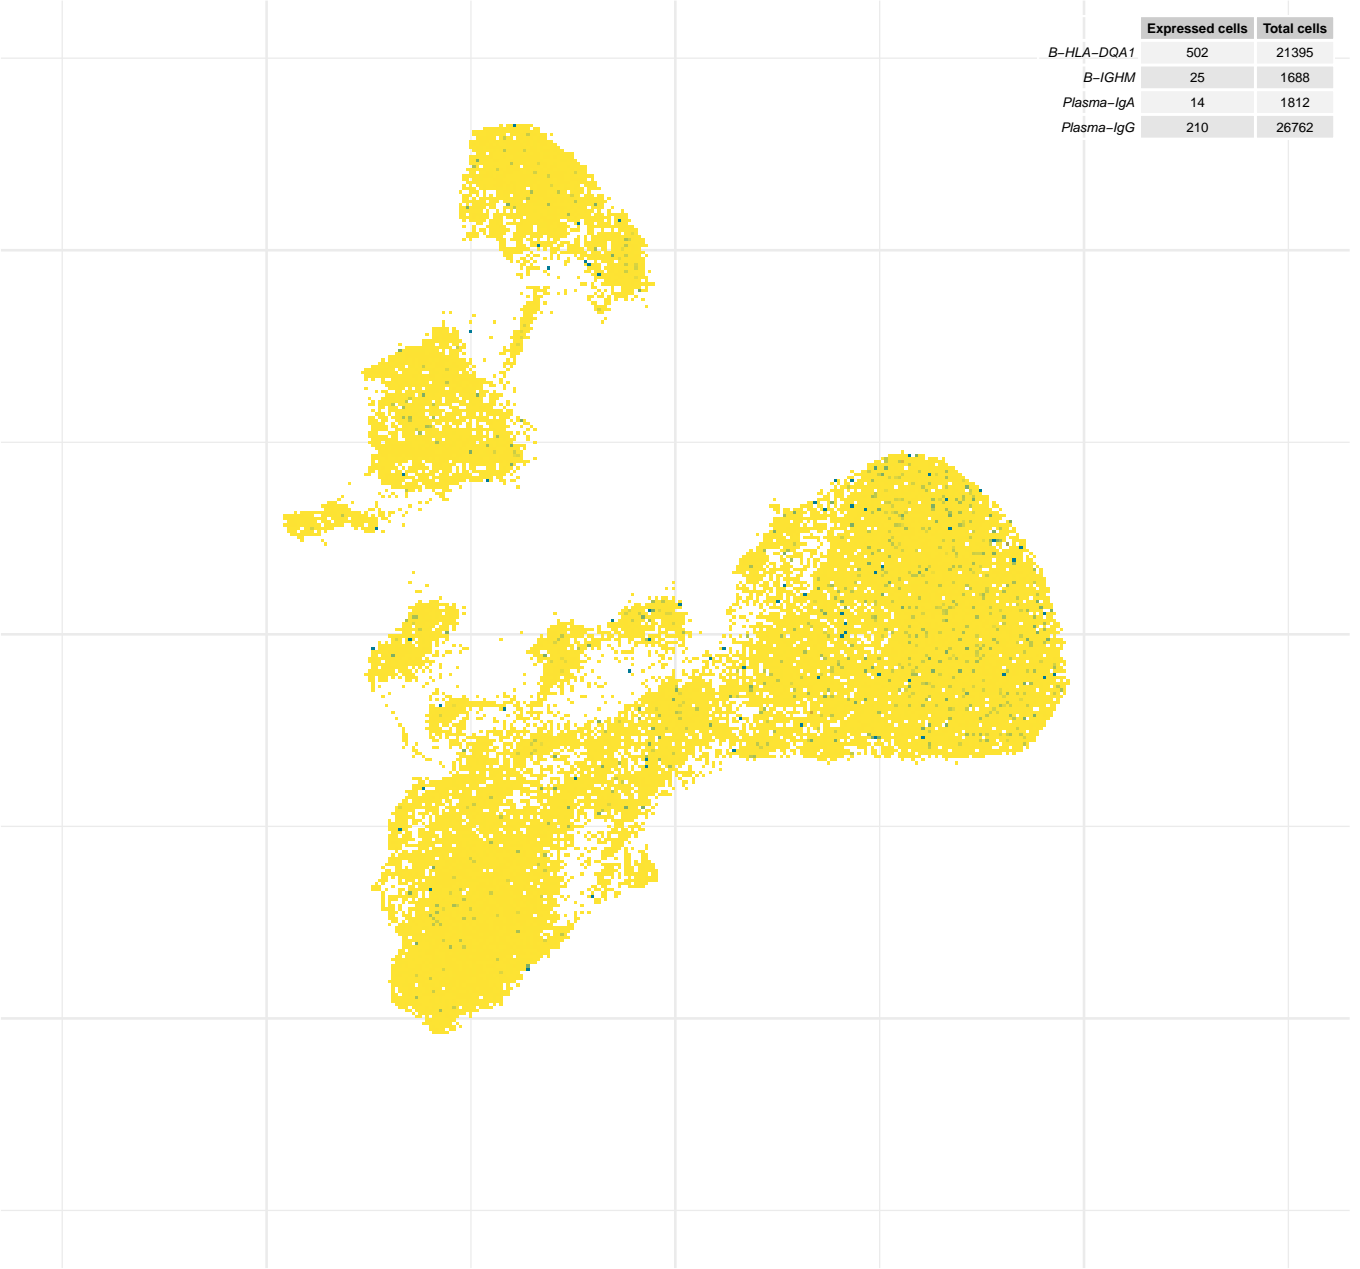 Expressed cells Total cells
B−HLA−DQA1 502 21395
B−IGHM 25 1688
Plasma−IgA 14 1812
Plasma−IgG 210 26762